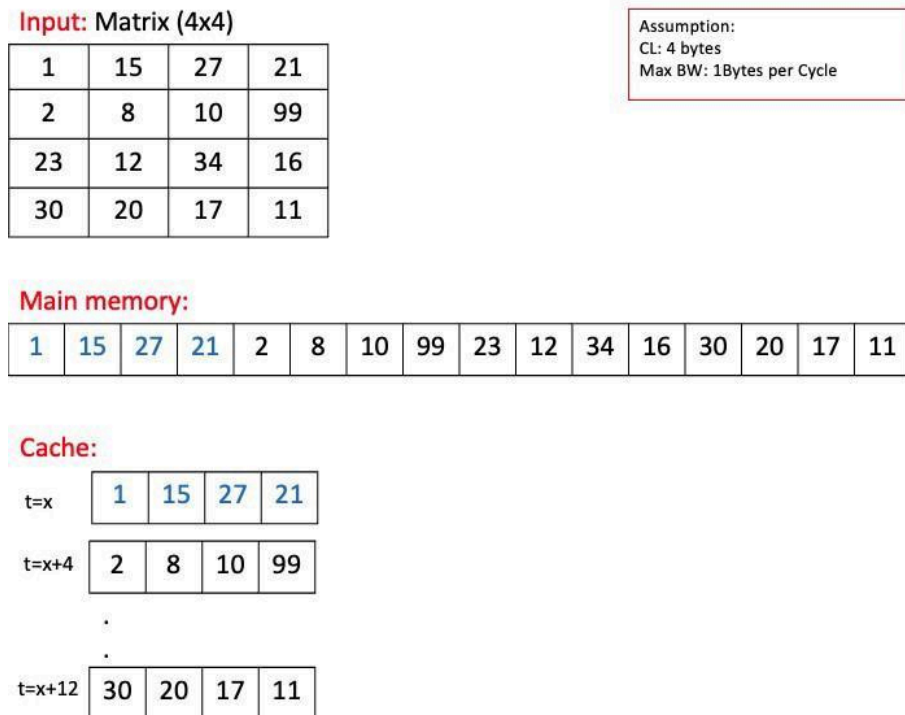 Input: Matrix (4x4)
Assumption:
CL: 4 bytes
Max BW: 1Bytes per Cycle
1 15 27 21
2 8 10 99
23 12 34 16
30 20 17 11
Main memory:
1 15 27 21 2 8 10 99 23 12 34 16 30 20 17 11
Cache:
t=x 1 15 27 21
t=x+4 2 8 10 99
.
.
t=x+12 30 20 17 11